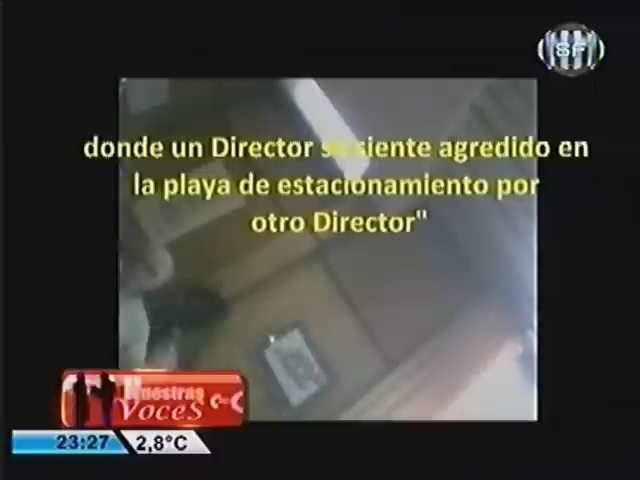 SF
donde un Director se siente agredido en
la playa de estacionamiento por
otro Director"
Nuestras
Voces
23:27 2,8°C